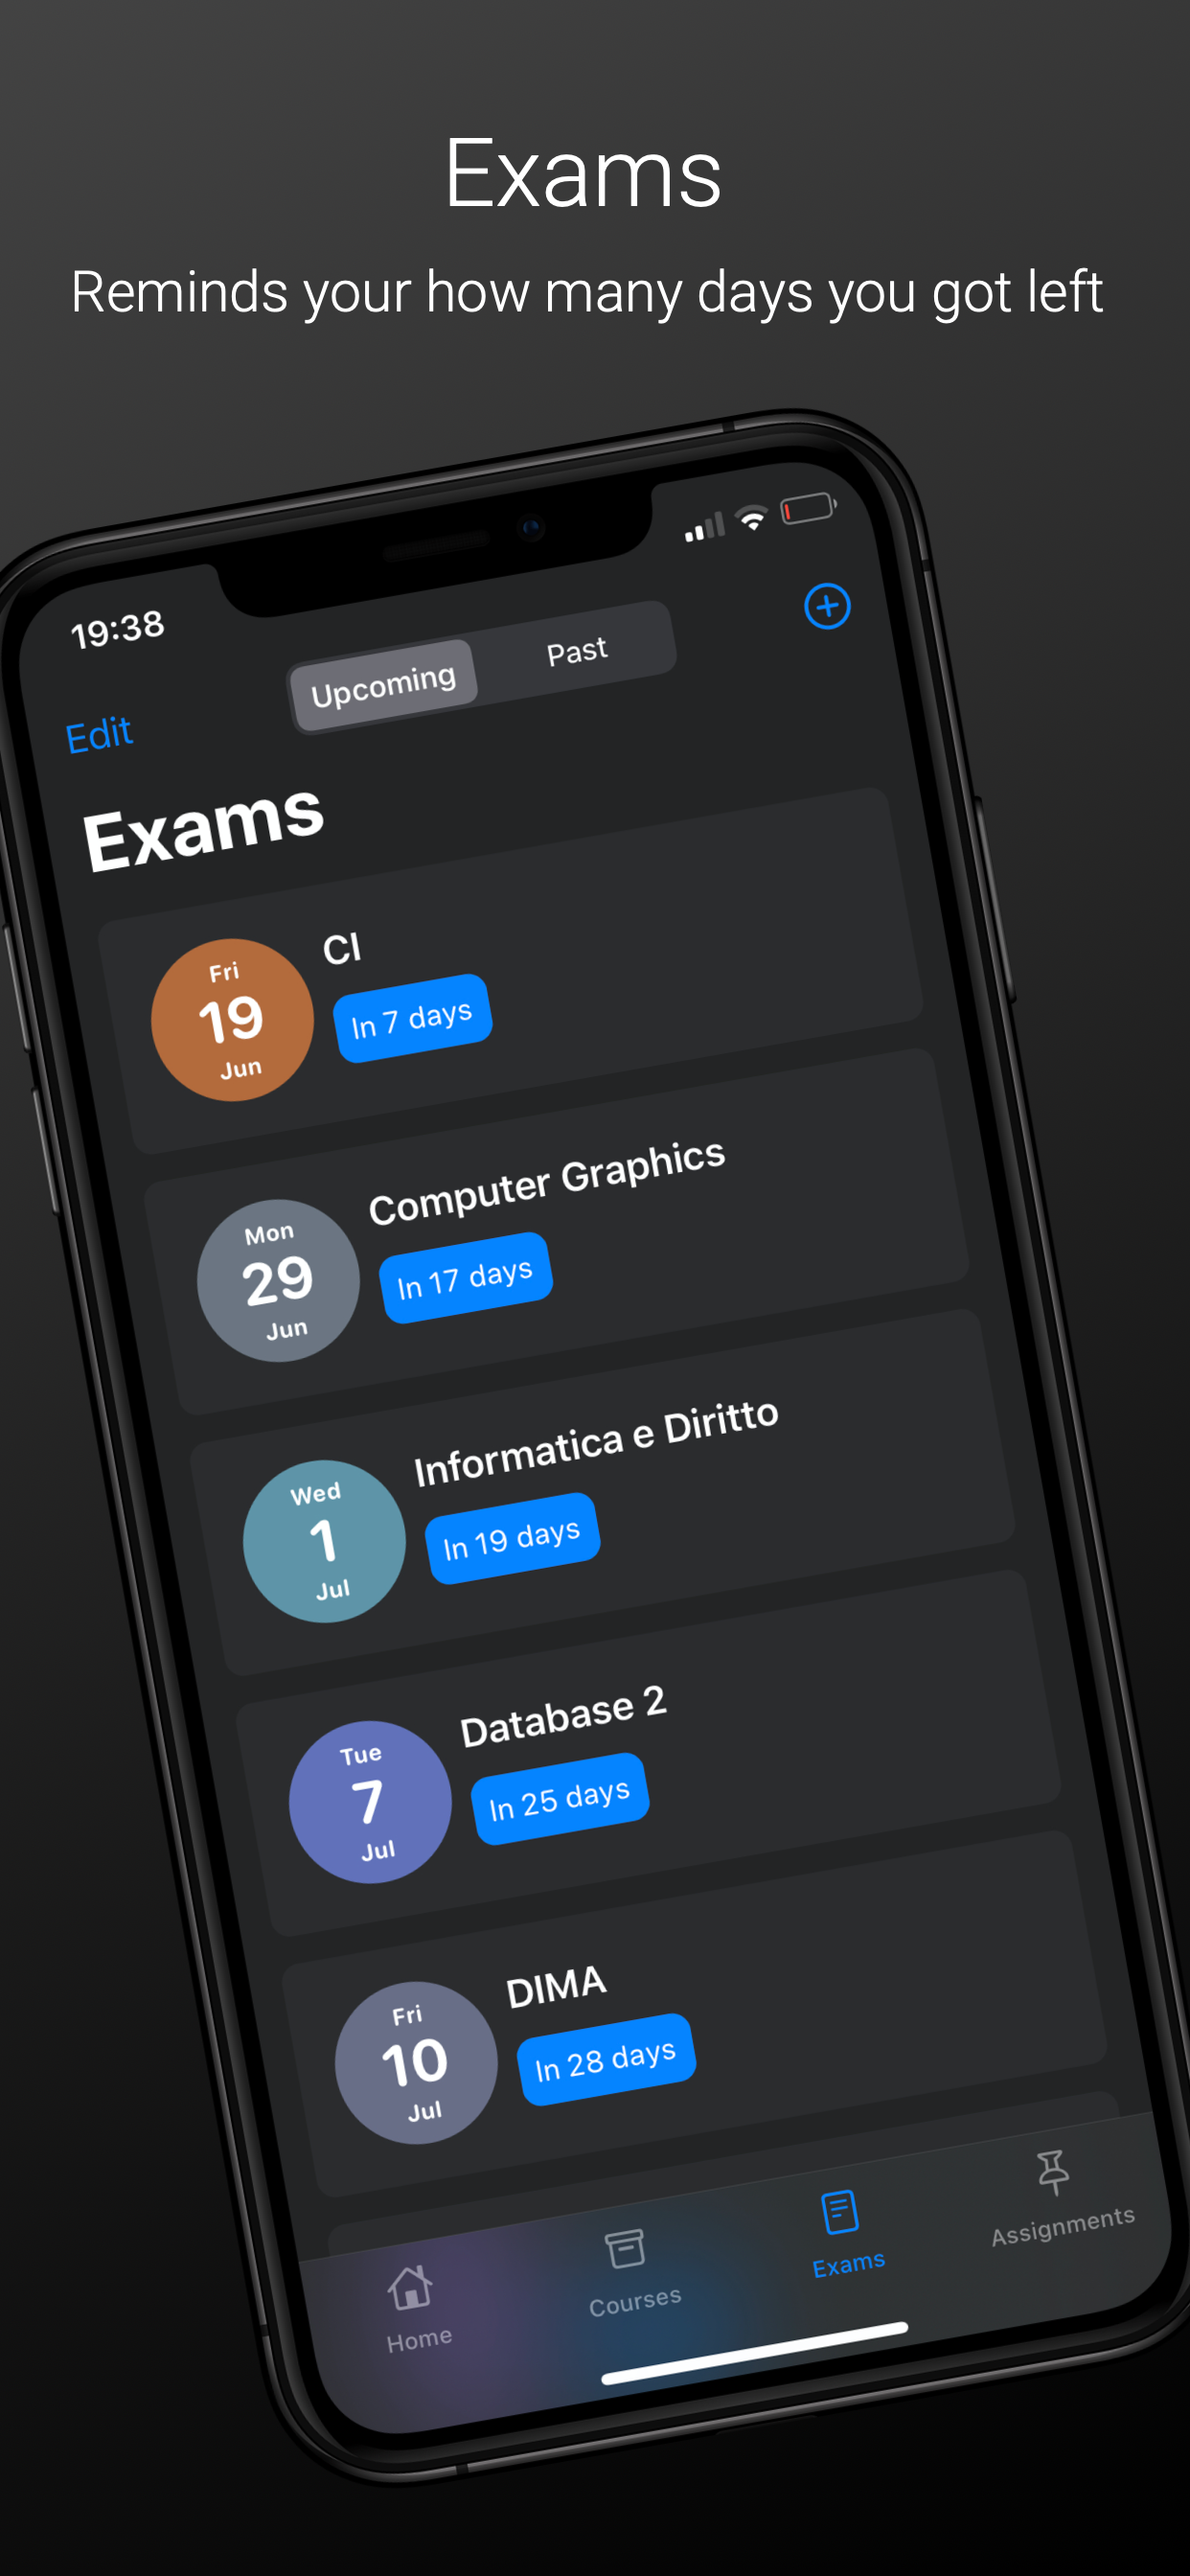 Exams
Reminds your how many days you got left
19:38
Edit
Upcoming
Past
Exams
Fri
19
Jun
CI
In 7 days
Mon
29
Jun
Computer Graphics
In 17 days
Wed
1
Jul
Informatica e Diritto
In 19 days
Tue
7
Jul
Database 2
In 25 days
Fri
10
Jul
DIMA
In 28 days
Home
Courses
Exams
Assignments